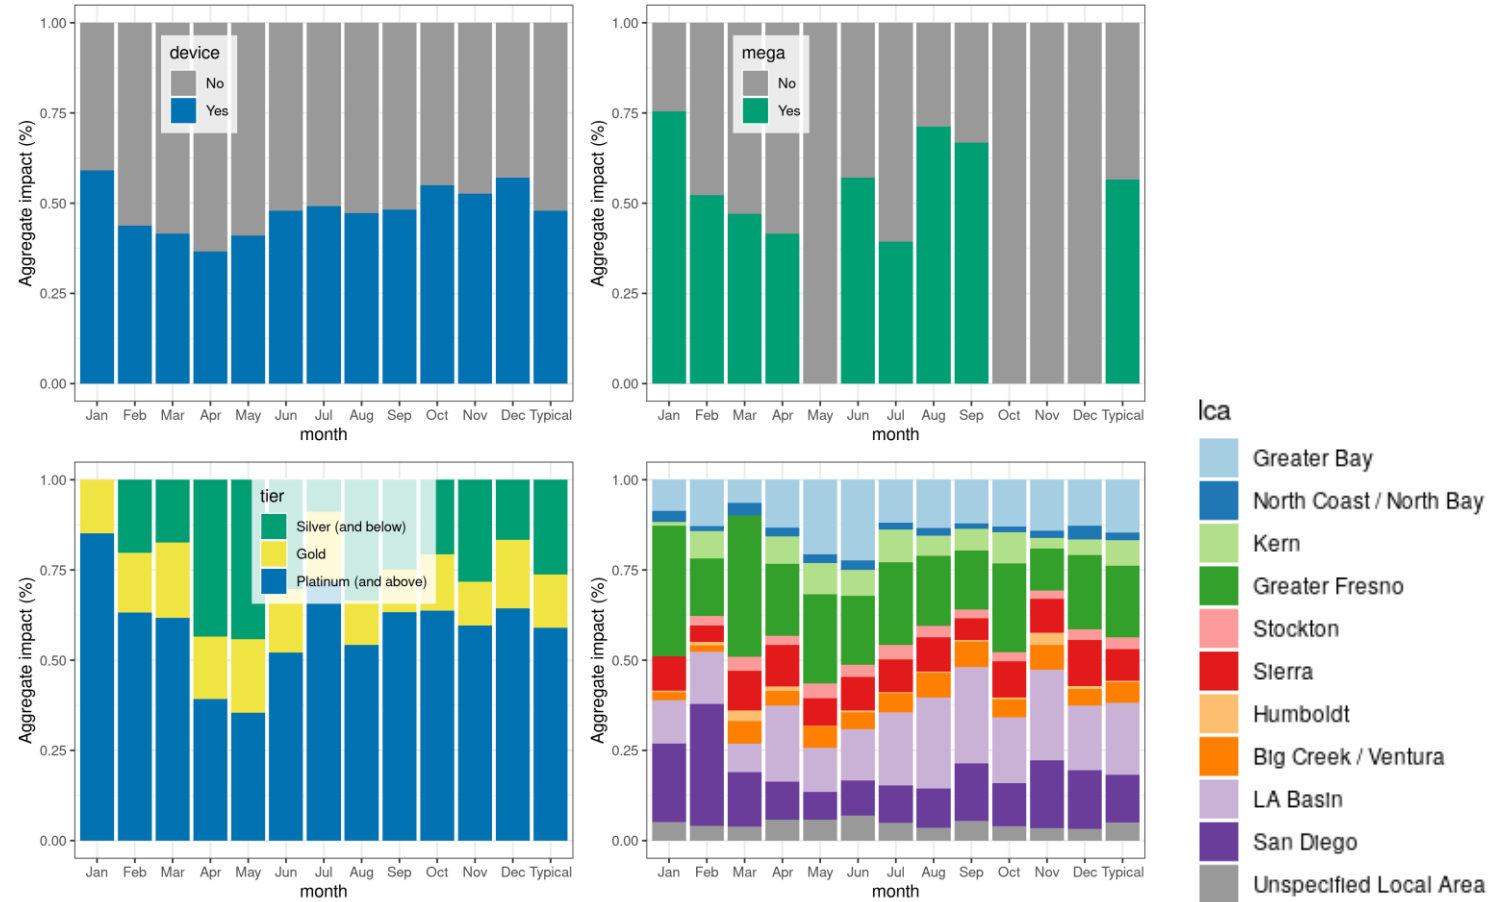 Aggregate impact (%)
1.00
0.75
0.50
0.25
0.00
device
No
Yes
Jan Feb Mar Apr May Jun Jul Aug Sep Oct Nov Dec Typical
month
Aggregate impact (%)
1.00
0.75
0.50
0.25
0.00
mega
No
Yes
Jan Feb Mar Apr May Jun Jul Aug Sep Oct Nov Dec Typical
month
Aggregate impact (%)
1.00
0.75
0.50
0.25
0.00
tier
Silver (and below)
Gold
Platinum (and above)
Jan Feb Mar Apr May Jun Jul Aug Sep Oct Nov Dec Typical
month
Aggregate impact (%)
1.00
0.75
0.50
0.25
0.00
Jan Feb Mar Apr May Jun Jul Aug Sep Oct Nov Dec Typical
month
lca
Greater Bay
North Coast / North Bay
Kern
Greater Fresno
Stockton
Sierra
Humboldt
Big Creek / Ventura
LA Basin
San Diego
Unspecified Local Area